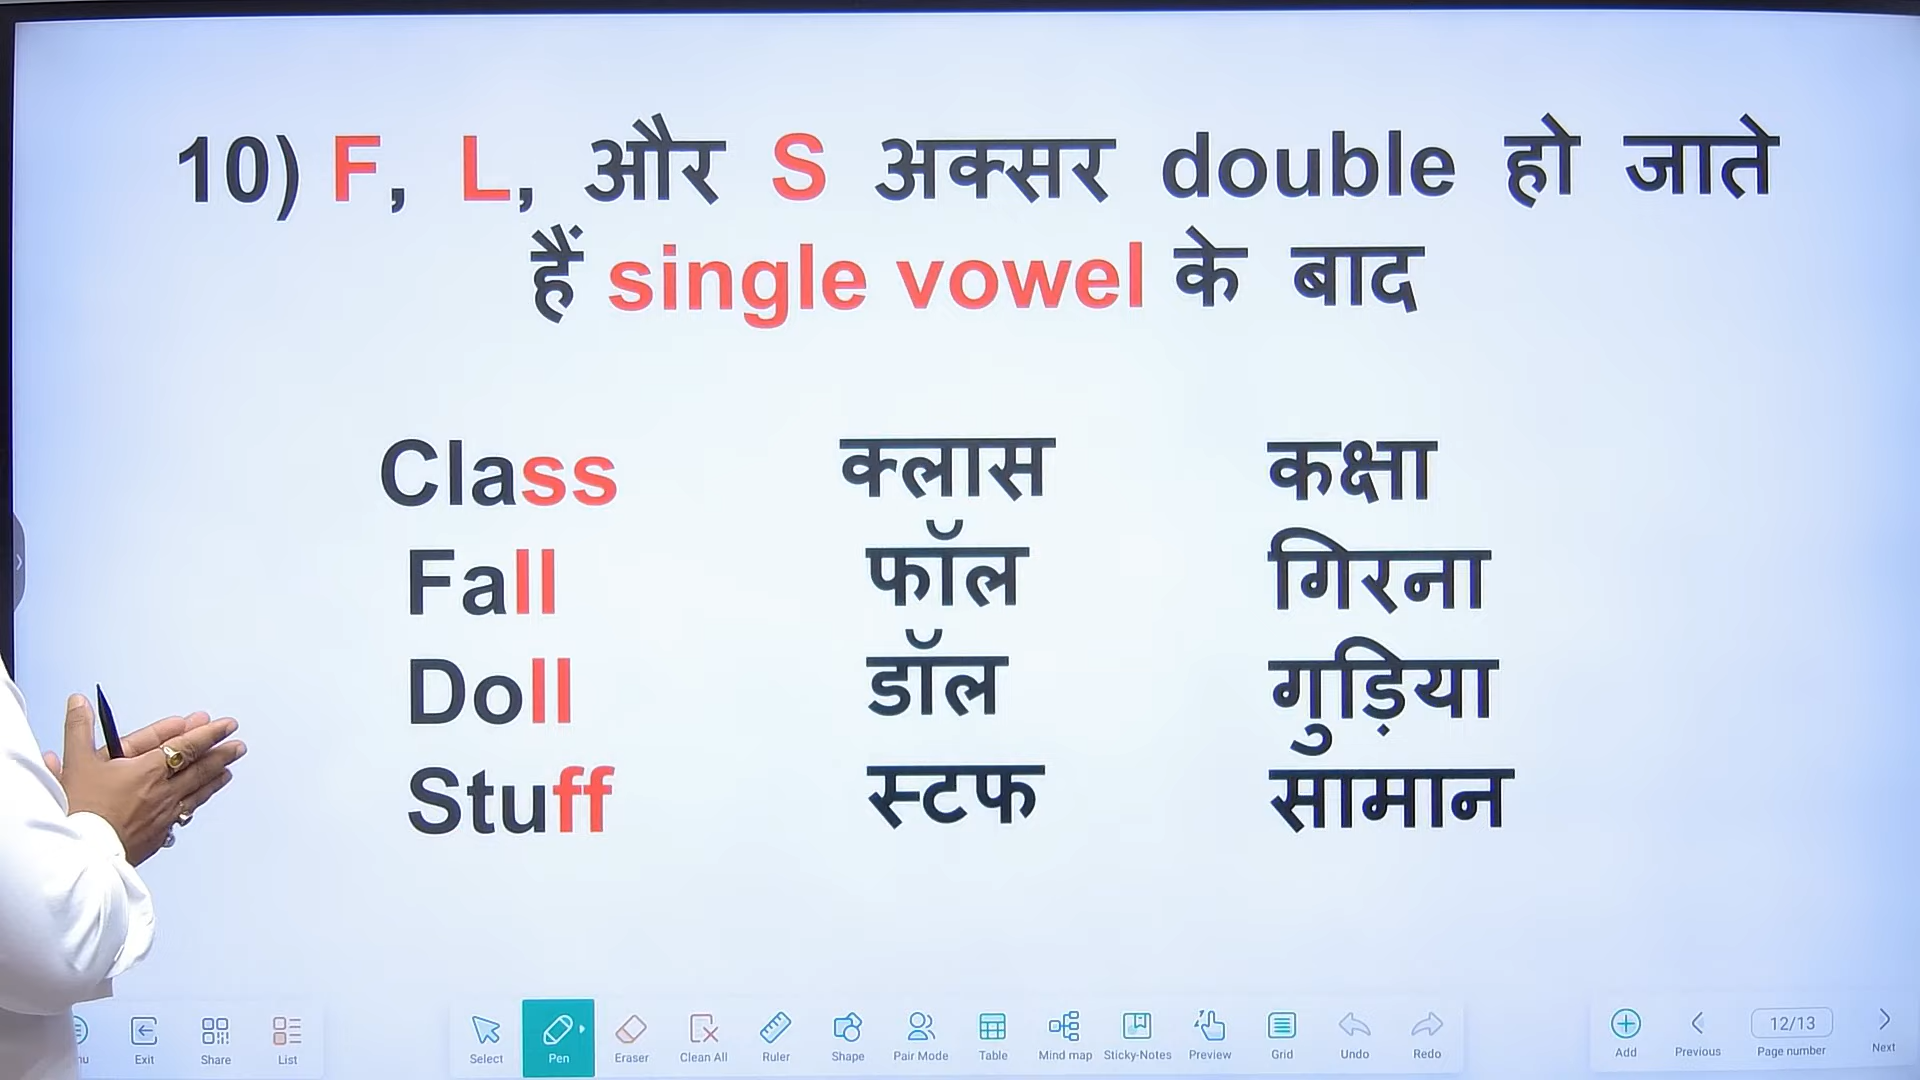 10) F, L, और S अक्सर double हो जाते
हैं single vowel के बाद
Class क्लास कक्षा
Fall फॉल गिरना
Doll डॉल गुड़िया
Stuff स्टफ सामान
Exit Share List Select Pen Eraser Clean All Ruler Shape Pair Mode Table Mind map Sticky-Notes Preview Grid Undo Redo Add Previous 12/13 Page number Next